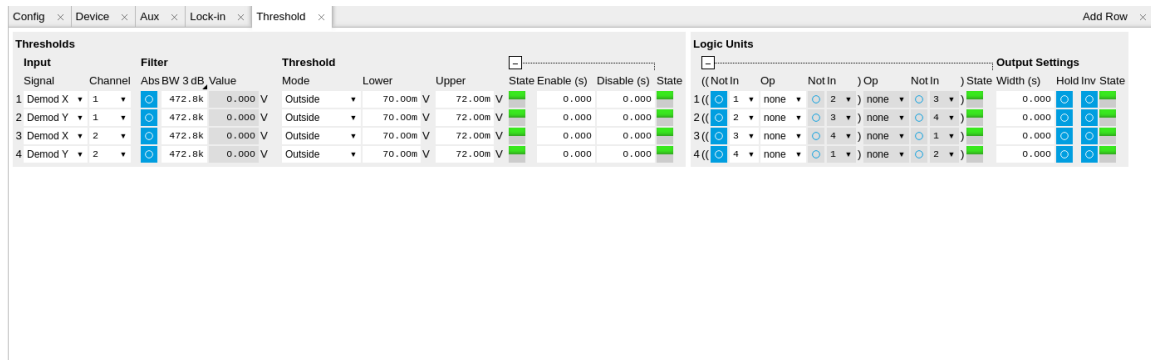 Config × Device × Aux × Lock-in × Threshold × Add Row ×
Thresholds Logic Units
Input Filter Threshold − − Output Settings
Signal Channel Abs BW 3 dB Value Mode Lower Upper State Enable (s) Disable (s) State (( Not In Op Not In ) Op Not In ) State Width (s) Hold Inv State
1 Demod X ▾ 1 ▾ 472.8k 0.000 V Outside ▾ 70.00m V 72.00m V 0.000 0.000 1 (( 1 ▾ none ▾ 2 ▾ ) none ▾ 3 ▾ ) 0.000
2 Demod Y ▾ 1 ▾ 472.8k 0.000 V Outside ▾ 70.00m V 72.00m V 0.000 0.000 2 (( 2 ▾ none ▾ 3 ▾ ) none ▾ 4 ▾ ) 0.000
3 Demod X ▾ 2 ▾ 472.8k 0.000 V Outside ▾ 70.00m V 72.00m V 0.000 0.000 3 (( 3 ▾ none ▾ 4 ▾ ) none ▾ 1 ▾ ) 0.000
4 Demod Y ▾ 2 ▾ 472.8k 0.000 V Outside ▾ 70.00m V 72.00m V 0.000 0.000 4 (( 4 ▾ none ▾ 1 ▾ ) none ▾ 2 ▾ ) 0.000